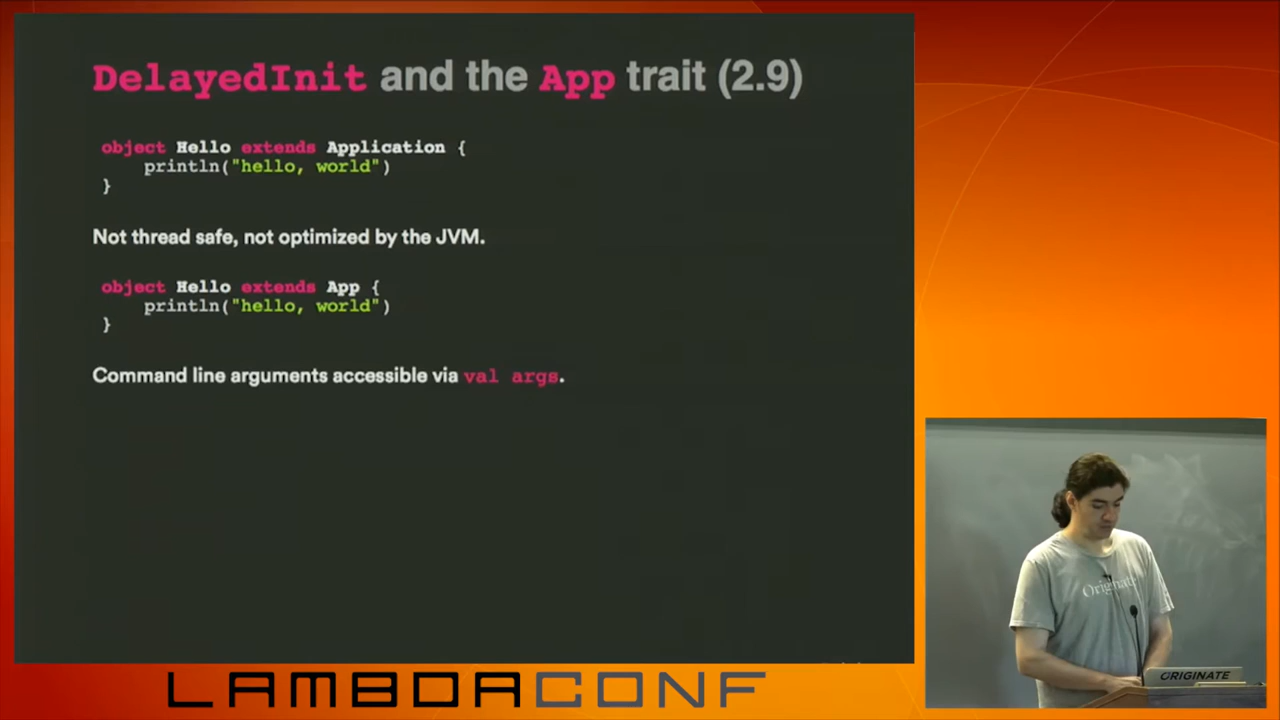 DelayedInit and the App trait (2.9)
object Hello extends Application {
println("hello, world")
}
Not thread safe, not optimized by the JVM.
object Hello extends App {
println("hello, world")
}
Command line arguments accessible via val args.
Originate
ORIGINATE
LAMBDACONF